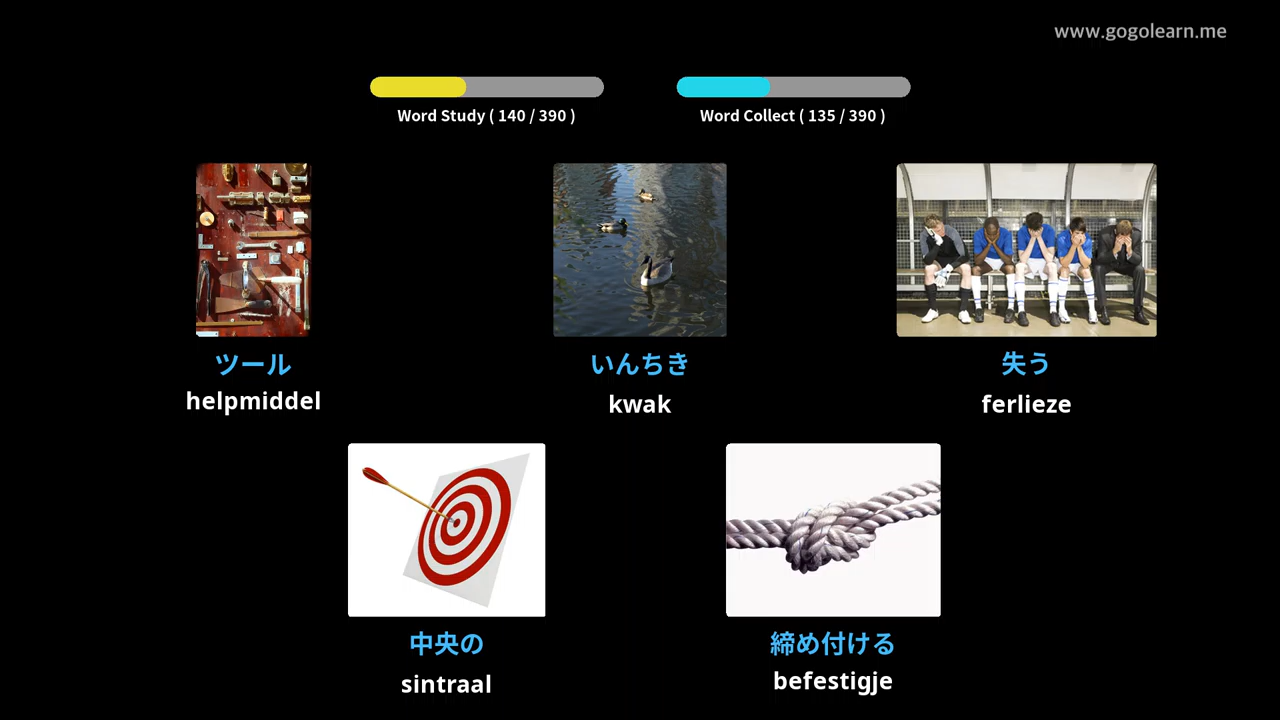 www.gogolearn.me
Word Study ( 140 / 390 )
Word Collect ( 135 / 390 )
ツール
helpmiddel
いんちき
kwak
失う
ferlieze
中央の
sintraal
締め付ける
befestigje